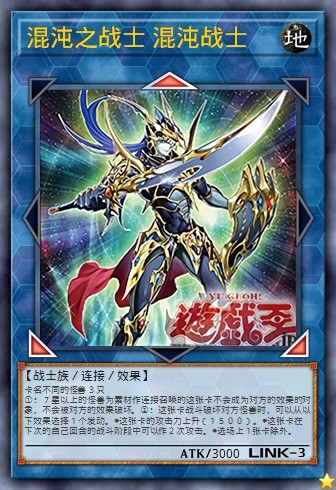 混沌之战士 混沌战士
地
YU-GI-OH!
遊戯王
【战士族／连接／效果】
卡名不同的怪兽３只
①：７星以上的怪兽为素材作连接召唤的这张卡不会成为对方的效果的对
象，不会被对方的效果破坏。②：这张卡战斗破坏对方怪兽时，可以从以
下效果选择１个发动。*这张卡的攻击力上升（１５００）。*这张卡在
下次的自己回合的战斗阶段中可以作２次攻击。*选场上１张卡除外。
ATK/3000 LINK-3